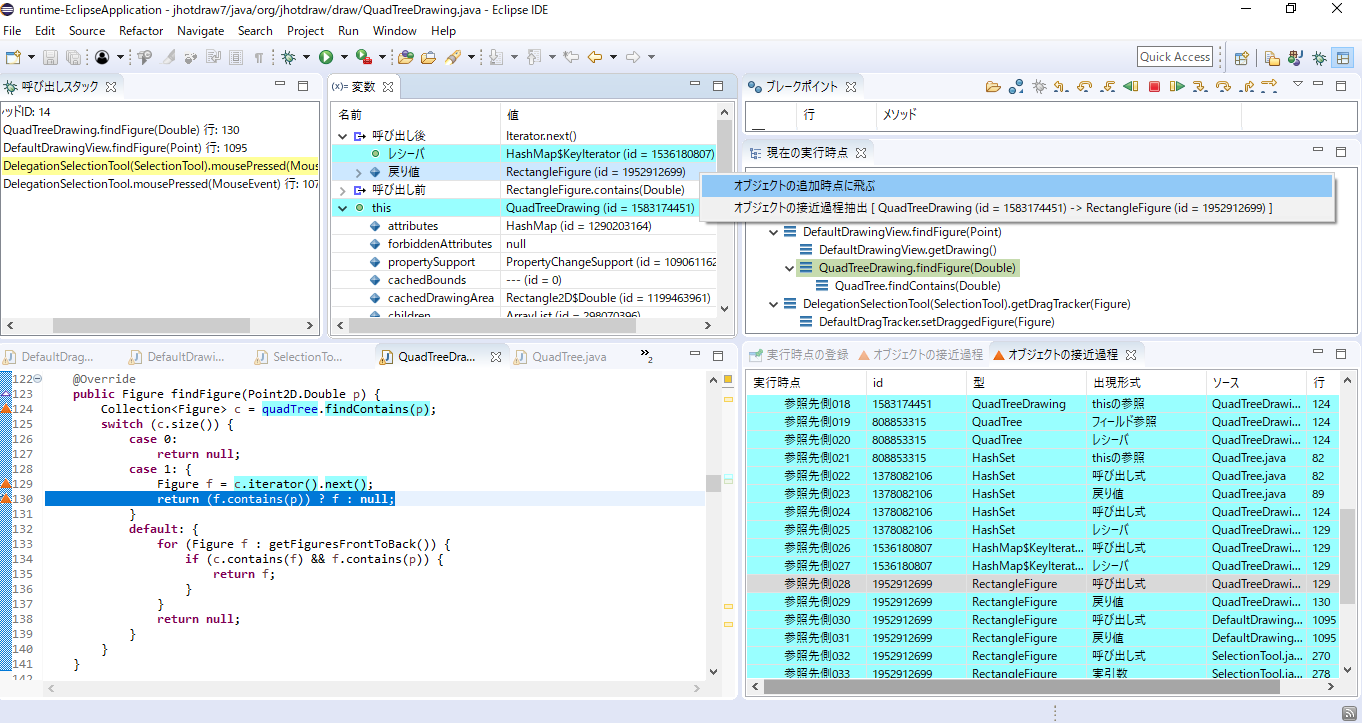 runtime-EclipseApplication - jhotdraw7/java/org/jhotdraw/draw/QuadTreeDrawing.java - Eclipse IDE
File Edit Source Refactor Navigate Search Project Run Window Help
Quick Access
呼び出しスタック
ッドID: 14
QuadTreeDrawing.findFigure(Double) 行: 130
DefaultDrawingView.findFigure(Point) 行: 1095
DelegationSelectionTool(SelectionTool).mousePressed(Mous
DelegationSelectionTool.mousePressed(MouseEvent) 行: 107
(x)= 変数
名前 値
呼び出し後 Iterator.next()
レシーバ HashMap$KeyIterator (id = 1536180807)
戻り値 RectangleFigure (id = 1952912699)
呼び出し前 RectangleFigure.contains(Double)
this QuadTreeDrawing (id = 1583174451)
attributes HashMap (id = 1290203164)
forbiddenAttributes null
propertySupport PropertyChangeSupport (id = 109061162
cachedBounds --- (id = 0)
cachedDrawingArea Rectangle2D$Double (id = 1199463961)
children ArrayList (id = 298070396)
ブレークポイント
行 メソッド
現在の実行時点
オブジェクトの追加時点に飛ぶ
オブジェクトの接近過程抽出 [ QuadTreeDrawing (id = 1583174451) -> RectangleFigure (id = 1952912699) ]
DefaultDrawingView.findFigure(Point)
DefaultDrawingView.getDrawing()
QuadTreeDrawing.findFigure(Double)
QuadTree.findContains(Double)
DelegationSelectionTool(SelectionTool).getDragTracker(Figure)
DefaultDragTracker.setDraggedFigure(Figure)
DefaultDrag... DefaultDrawi... SelectionTo... QuadTreeDra... QuadTree.java »2
122 @Override
123 public Figure findFigure(Point2D.Double p) {
124 Collection<Figure> c = quadTree.findContains(p);
125 switch (c.size()) {
126 case 0:
127 return null;
128 case 1: {
129 Figure f = c.iterator().next();
130 return (f.contains(p)) ? f : null;
131 }
132 default: {
133 for (Figure f : getFiguresFrontToBack()) {
134 if (c.contains(f) && f.contains(p)) {
135 return f;
136 }
137 }
138 return null;
139 }
140 }
141 }
142
実行時点の登録 オブジェクトの接近過程 オブジェクトの接近過程
実行時点 id 型 出現形式 ソース 行
参照先側018 1583174451 QuadTreeDrawing thisの参照 QuadTreeDrawi... 124
参照先側019 808853315 QuadTree フィールド参照 QuadTreeDrawi... 124
参照先側020 808853315 QuadTree レシーバ QuadTreeDrawi... 124
参照先側021 808853315 HashSet thisの参照 QuadTree.java 82
参照先側022 1378082106 HashSet 呼び出し式 QuadTree.java 82
参照先側023 1378082106 HashSet 戻り値 QuadTree.java 89
参照先側024 1378082106 HashSet 呼び出し式 QuadTreeDrawi... 124
参照先側025 1378082106 HashSet レシーバ QuadTreeDrawi... 129
参照先側026 1536180807 HashMap$KeyIterat... 呼び出し式 QuadTreeDrawi... 129
参照先側027 1536180807 HashMap$KeyIterat... レシーバ QuadTreeDrawi... 129
参照先側028 1952912699 RectangleFigure 呼び出し式 QuadTreeDrawi... 129
参照先側029 1952912699 RectangleFigure 戻り値 QuadTreeDrawi... 130
参照先側030 1952912699 RectangleFigure 呼び出し式 DefaultDrawing... 1095
参照先側031 1952912699 RectangleFigure 戻り値 DefaultDrawing... 1095
参照先側032 1952912699 RectangleFigure 呼び出し式 SelectionTool.ja... 270
参照先側033 1952912699 RectangleFigure 実引数 SelectionTool.ja... 278